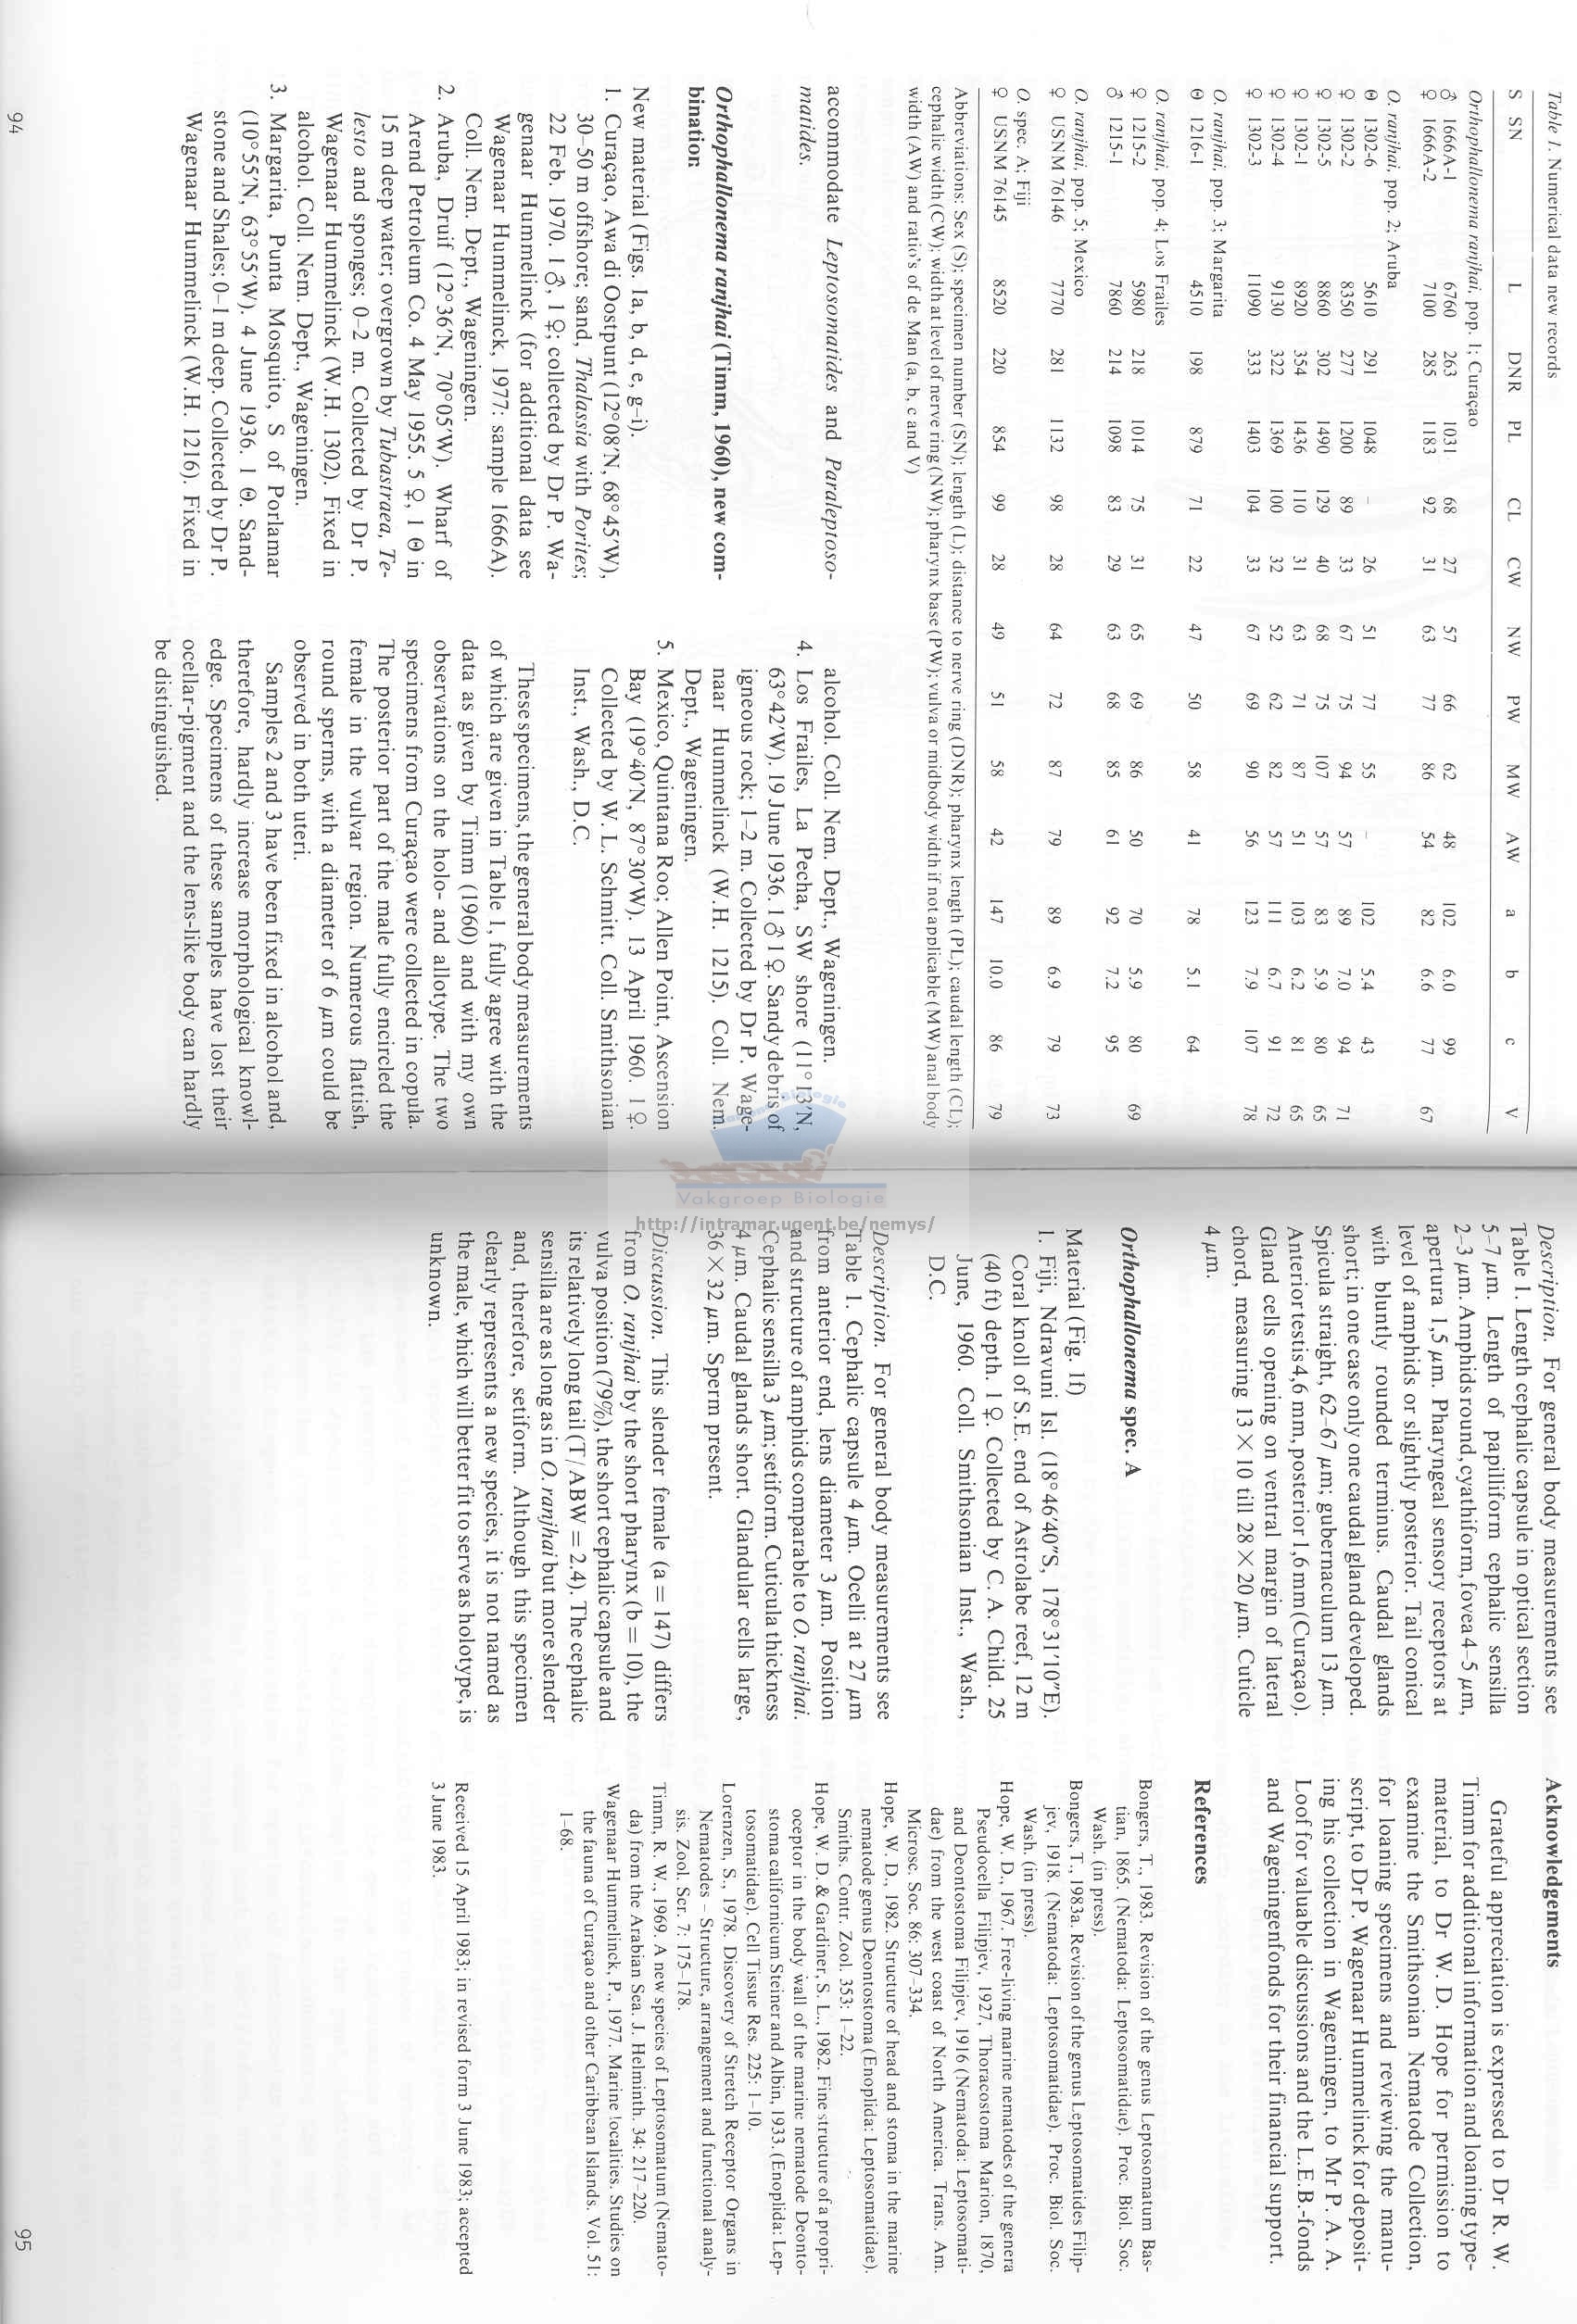 Table 1. Numerical data new records
S SN L DNR PL CL CW NW PW MW AW a b c V
Orthophallonema ranjhai, pop. 1; Curaçao
♂ 1666A-1 6760 263 1031 68 27 57 66 62 48 102 6.0 99
♀ 1666A-2 7100 285 1183 92 31 63 77 86 54 82 6.6 77 67
O. ranjhai, pop. 2; Aruba
Θ 1302-6 5610 291 1048 – 26 51 77 55 – 102 5.4 43
♀ 1302-2 8350 277 1200 89 33 67 75 94 57 89 7.0 94 71
♀ 1302-5 8860 302 1490 129 40 68 75 107 57 83 5.9 80 65
♀ 1302-1 8920 354 1436 110 31 63 71 87 51 103 6.2 81 65
♀ 1302-4 9130 322 1369 100 32 52 62 82 57 111 6.7 91 72
♀ 1302-3 11090 333 1403 104 33 67 69 90 56 123 7.9 107 78
O. ranjhai, pop. 3; Margarita
Θ 1216-1 4510 198 879 71 22 47 50 58 41 78 5.1 64
O. ranjhai, pop. 4; Los Frailes
♀ 1215-2 5980 218 1014 75 31 65 69 86 50 70 5.9 80 69
♂ 1215-1 7860 214 1098 83 29 63 68 85 61 92 7.2 95
O. ranjhai, pop. 5; Mexico
♀ USNM 76146 7770 281 1132 98 28 64 72 87 79 89 6.9 79 73
O. spec. A; Fiji
♀ USNM 76145 8520 220 854 99 28 49 51 58 42 147 10.0 86 79
Abbreviations: Sex (S); specimen number (SN); length (L); distance to nerve ring (DNR); pharynx length (PL); caudal length (CL);
cephalic width (CW); width at level of nerve ring (NW); pharynx base (PW); vulva or midbody width if not applicable (MW) anal body
width (AW) and ratio's of de Man (a, b, c and V)
accommodate Leptosomatides and Paraleptoso-
matides.
Orthophallonema ranjhai (Timm, 1960), new com-
bination
New material (Figs. 1a, b, d, e, g–i).
1. Curaçao, Awa di Oostpunt (12°08′N, 68°45′W),
30–50 m offshore; sand, Thalassia with Porites;
22 Feb. 1970. 1 ♂, 1 ♀; collected by Dr P. Wa-
genaar Hummelinck (for additional data see
Wagenaar Hummelinck, 1977: sample 1666A).
Coll. Nem. Dept., Wageningen.
2. Aruba, Druif (12°36′N, 70°05′W). Wharf of
Arend Petroleum Co. 4 May 1955. 5 ♀, 1 Θ in
15 m deep water; overgrown by Tubastraea, Te-
lesto and sponges; 0–2 m. Collected by Dr P.
Wagenaar Hummelinck (W.H. 1302). Fixed in
alcohol. Coll. Nem. Dept., Wageningen.
3. Margarita, Punta Mosquito, S of Porlamar
(10°55′N, 63°55′W). 4 June 1936. 1 Θ. Sand-
stone and Shales; 0–1 m deep. Collected by Dr P.
Wagenaar Hummelinck (W.H. 1216). Fixed in
alcohol. Coll. Nem. Dept., Wageningen.
4. Los Frailes, La Pecha, SW shore (11°13′N,
63°42′W). 19 June 1936. 1 ♂ 1 ♀. Sandy debris of
igneous rock; 1–2 m. Collected by Dr P. Wage-
naar Hummelinck (W.H. 1215). Coll. Nem.
Dept., Wageningen.
5. Mexico, Quintana Roo; Allen Point, Ascension
Bay (19°40′N, 87°30′W). 13 April 1960. 1 ♀.
Collected by W. L. Schmitt. Coll. Smithsonian
Inst., Wash., D.C.
These specimens, the general body measurements
of which are given in Table 1, fully agree with the
data as given by Timm (1960) and with my own
observations on the holo- and allotype. The two
specimens from Curaçao were collected in copula.
The posterior part of the male fully encircled the
female in the vulvar region. Numerous flattish,
round sperms, with a diameter of 6 μm could be
observed in both uteri.
Samples 2 and 3 have been fixed in alcohol and,
therefore, hardly increase morphological knowl-
edge. Specimens of these samples have lost their
ocellar-pigment and the lens-like body can hardly
be distinguished.
94
Vakgroep Biologie
http://intramar.ugent.be/nemys/
Description. For general body measurements see
Table 1. Length cephalic capsule in optical section
5–7 μm. Length of papilliform cephalic sensilla
2–3 μm. Amphids round, cyathiform, fovea 4–5 μm,
apertura 1,5 μm. Pharyngeal sensory receptors at
level of amphids or slightly posterior. Tail conical
with bluntly rounded terminus. Caudal glands
short; in one case only one caudal gland developed.
Spicula straight, 62–67 μm; gubernaculum 13 μm.
Anterior testis 4,6 mm, posterior 1,6 mm (Curaçao).
Gland cells opening on ventral margin of lateral
chord, measuring 13 × 10 till 28 × 20 μm. Cuticle
4 μm.
Orthophallonema spec. A
Material (Fig. 1f)
1. Fiji, Ndravuni Isl. (18°46′40″S, 178°31′10″E).
Coral knoll of S.E. end of Astrolabe reef, 12 m
(40 ft) depth. 1 ♀. Collected by C. A. Child. 25
June, 1960. Coll. Smithsonian Inst., Wash.,
D.C.
Description. For general body measurements see
Table 1. Cephalic capsule 4 μm. Ocelli at 27 μm
from anterior end, lens diameter 3 μm. Position
and structure of amphids comparable to O. ranjhai.
Cephalic sensilla 3 μm; setiform. Cuticula thickness
4 μm. Caudal glands short. Glandular cells large,
36 × 32 μm. Sperm present.
Discussion. This slender female (a = 147) differs
from O. ranjhai by the short pharynx (b = 10), the
vulva position (79%), the short cephalic capsule and
its relatively long tail (T/ABW = 2.4). The cephalic
sensilla are as long as in O. ranjhai but more slender
and, therefore, setiform. Although this specimen
clearly represents a new species, it is not named as
the male, which will better fit to serve as holotype, is
unknown.
Acknowledgements
Grateful appreciation is expressed to Dr R. W.
Timm for additional information and loaning type-
material, to Dr W. D. Hope for permission to
examine the Smithsonian Nematode Collection,
for loaning specimens and reviewing the manu-
script, to Dr P. Wagenaar Hummelinck for deposit-
ing his collection in Wageningen, to Mr P. A. A.
Loof for valuable discussions and the L.E.B.-fonds
and Wageningenfonds for their financial support.
References
Bongers, T., 1983. Revision of the genus Leptosomatum Bas-
tian, 1865. (Nematoda: Leptosomatidae). Proc. Biol. Soc.
Wash. (in press).
Bongers, T., 1983a. Revision of the genus Leptosomatides Filip-
jev, 1918. (Nematoda: Leptosomatidae). Proc. Biol. Soc.
Wash. (in press).
Hope, W. D., 1967. Free-living marine nematodes of the genera
Pseudocella Filipjev, 1927, Thoracostoma Marion, 1870,
and Deontostoma Filipjev, 1916 (Nematoda: Leptosomati-
dae) from the west coast of North America. Trans. Am.
Microsc. Soc. 86: 307–334.
Hope, W. D., 1982. Structure of head and stoma in the marine
nematode genus Deontostoma (Enoplida: Leptosomatidae).
Smiths. Contr. Zool. 353: 1–22.
Hope, W. D. & Gardiner, S. L., 1982. Fine structure of a propri-
oceptor in the body wall of the marine nematode Deonto-
stoma californicum Steiner and Albin, 1933. (Enoplida: Lep-
tosomatidae). Cell Tissue Res. 225: 1–10.
Lorenzen, S., 1978. Discovery of Stretch Receptor Organs in
Nematodes – Structure, arrangement and functional analy-
sis. Zool. Scr. 7: 175–178.
Timm, R. W., 1969. A new species of Leptosomatum (Nemato-
da) from the Arabian Sea. J. Helminth. 34: 217–220.
Wagenaar Hummelinck, P., 1977. Marine localities. Studies on
the fauna of Curaçao and other Caribbean Islands. Vol. 51:
1–68.
Received 15 April 1983; in revised form 3 June 1983; accepted
3 June 1983.
95